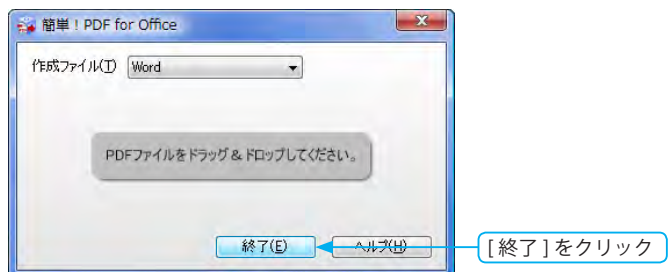 簡単！PDF for Office
作成ファイル(T) Word
PDFファイルをドラッグ＆ドロップしてください。
終了(E) ヘルプ(H)
[ 終了 ] をクリック